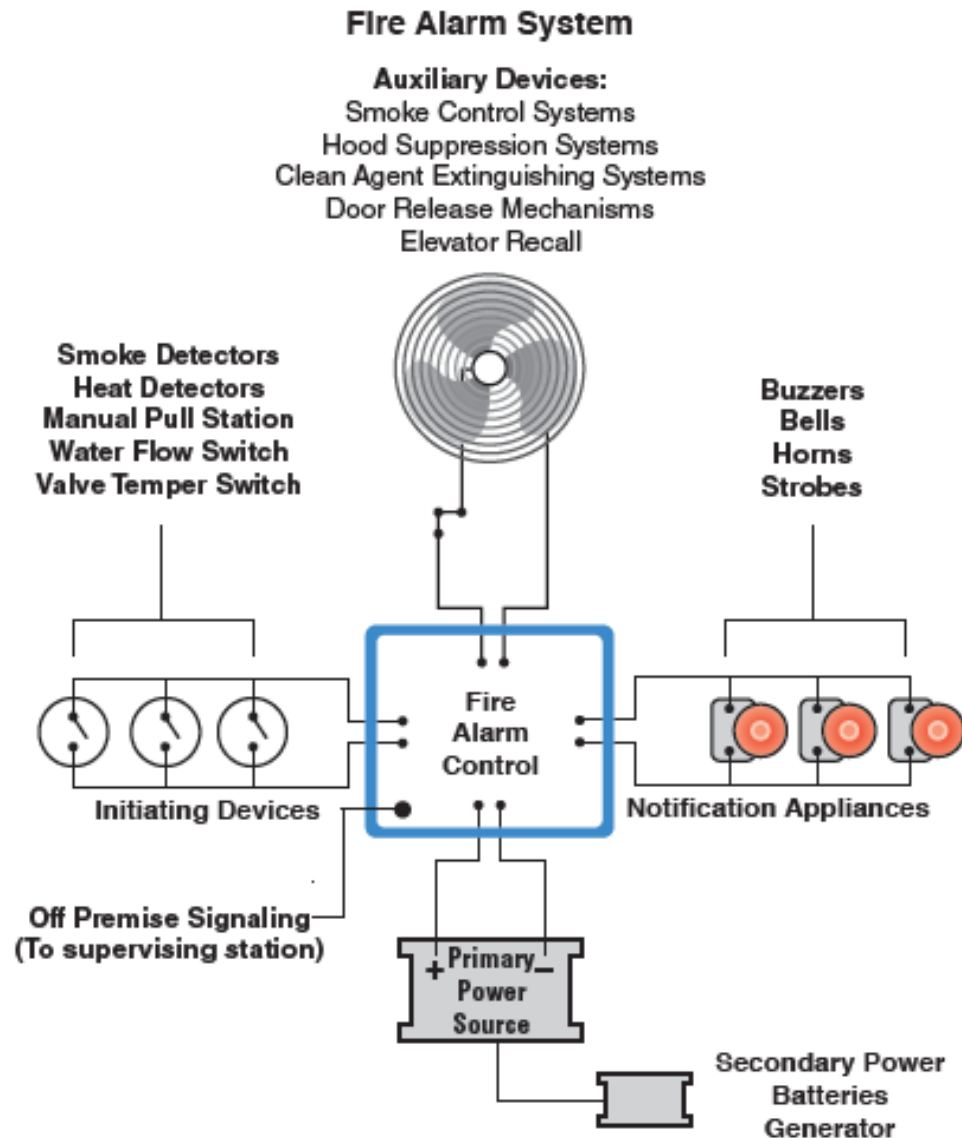 Fire Alarm System
Auxiliary Devices:
Smoke Control Systems
Hood Suppression Systems
Clean Agent Extinguishing Systems
Door Release Mechanisms
Elevator Recall
Smoke Detectors
Heat Detectors
Manual Pull Station
Water Flow Switch
Valve Temper Switch
Buzzers
Bells
Horns
Strobes
Fire
Alarm
Control
Initiating Devices
Notification Appliances
Off Premise Signaling
(To supervising station)
+ Primary –
Power
Source
Secondary Power
Batteries
Generator